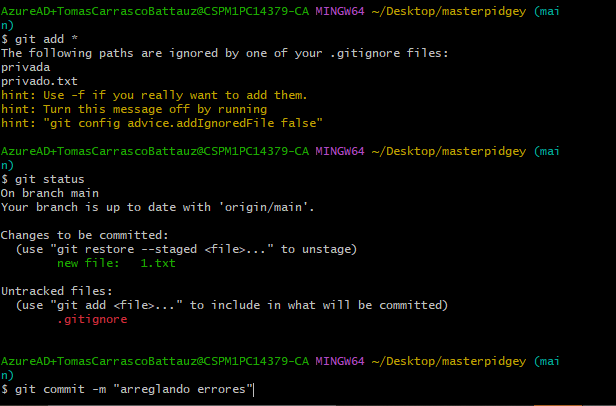 AzureAD+TomasCarrascoBattauz@CSPM1PC14379-CA MINGW64 ~/Desktop/masterpidgey (mai
n)
$ git add *
The following paths are ignored by one of your .gitignore files:
privada
privado.txt
hint: Use -f if you really want to add them.
hint: Turn this message off by running
hint: "git config advice.addIgnoredFile false"
AzureAD+TomasCarrascoBattauz@CSPM1PC14379-CA MINGW64 ~/Desktop/masterpidgey (mai
n)
$ git status
On branch main
Your branch is up to date with 'origin/main'.
Changes to be committed:
  (use "git restore --staged <file>..." to unstage)
        new file:   1.txt
Untracked files:
  (use "git add <file>..." to include in what will be committed)
        .gitignore
AzureAD+TomasCarrascoBattauz@CSPM1PC14379-CA MINGW64 ~/Desktop/masterpidgey (mai
n)
$ git commit -m "arreglando errores"